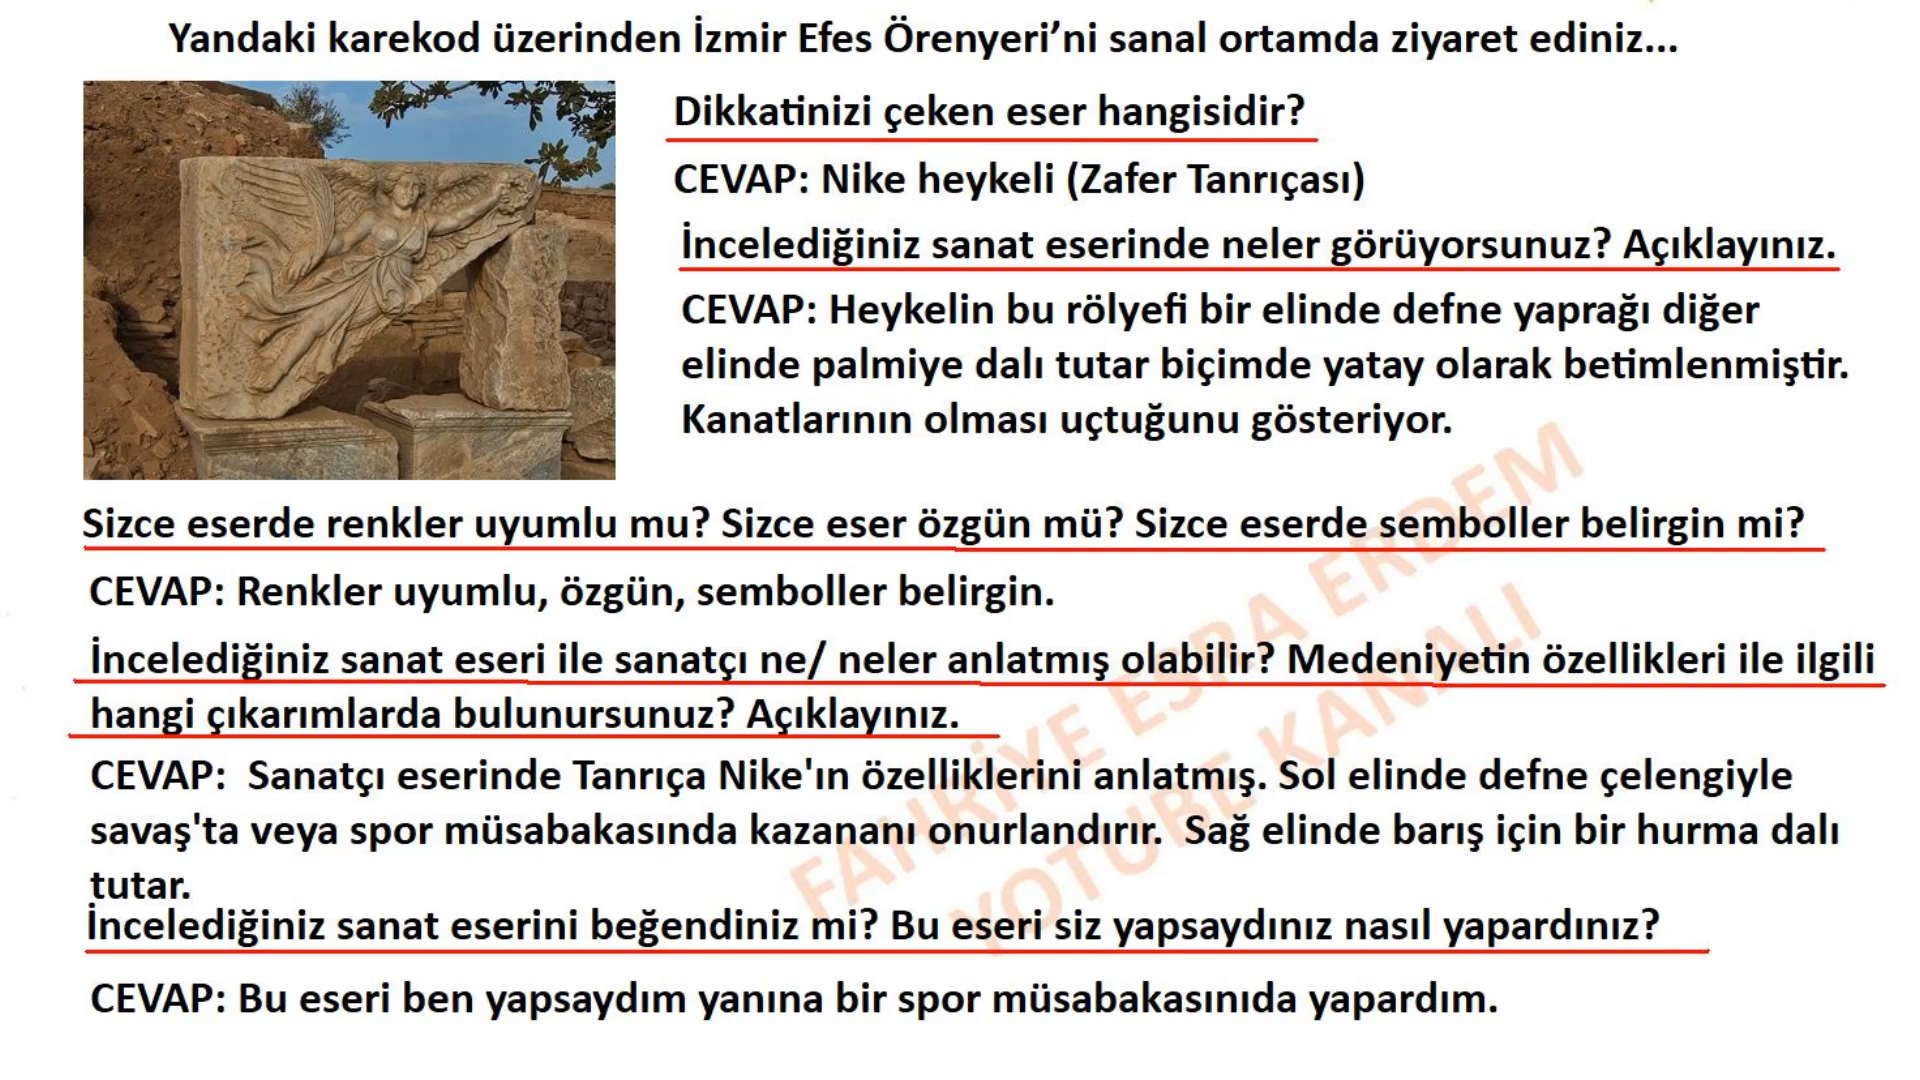 Yandaki karekod üzerinden İzmir Efes Örenyeri’ni sanal ortamda ziyaret ediniz...
Dikkatinizi çeken eser hangisidir?
CEVAP: Nike heykeli (Zafer Tanrıçası)
İncelediğiniz sanat eserinde neler görüyorsunuz? Açıklayınız.
CEVAP: Heykelin bu rölyefi bir elinde defne yaprağı diğer
elinde palmiye dalı tutar biçimde yatay olarak betimlenmiştir.
Kanatlarının olması uçtuğunu gösteriyor.
Sizce eserde renkler uyumlu mu? Sizce eser özgün mü? Sizce eserde semboller belirgin mi?
CEVAP: Renkler uyumlu, özgün, semboller belirgin.
İncelediğiniz sanat eseri ile sanatçı ne/ neler anlatmış olabilir? Medeniyetin özellikleri ile ilgili
hangi çıkarımlarda bulunursunuz? Açıklayınız.
CEVAP: Sanatçı eserinde Tanrıça Nike'ın özelliklerini anlatmış. Sol elinde defne çelengiyle
savaş'ta veya spor müsabakasında kazananı onurlandırır. Sağ elinde barış için bir hurma dalı
tutar.
İncelediğiniz sanat eserini beğendiniz mi? Bu eseri siz yapsaydınız nasıl yapardınız?
CEVAP: Bu eseri ben yapsaydım yanına bir spor müsabakasınıda yapardım.
FAHRİYE ESRA ERDEM
YOTUBE KANALI